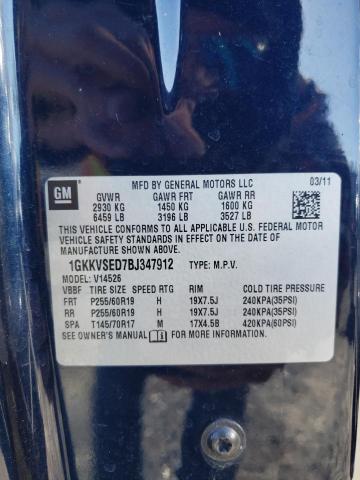 MFD BY GENERAL MOTORS LLC 03/11
GM
GVWR GAWR FRT GAWR RR
2930 KG 1450 KG 1600 KG
6459 LB 3196 LB 3527 LB
THIS VEHICLE CONFORMS TO ALL APPLICABLE U.S. FEDERAL MOTOR
VEHICLE SAFETY STANDARDS IN EFFECT ON THE DATE OF
MANUFACTURE SHOWN ABOVE.
1GKKVSED7BJ347912 TYPE: M.P.V.
MODEL: V14526
VBBF TIRE SIZE SPEED RTG RIM COLD TIRE PRESSURE
FRT P255/60R19 H 19X7.5J 240KPA(35PSI)
RR P255/60R19 H 19X7.5J 240KPA(35PSI)
SPA T145/70R17 M 17X4.5B 420KPA(60PSI)
SEE OWNER'S MANUAL FOR MORE INFORMATION.